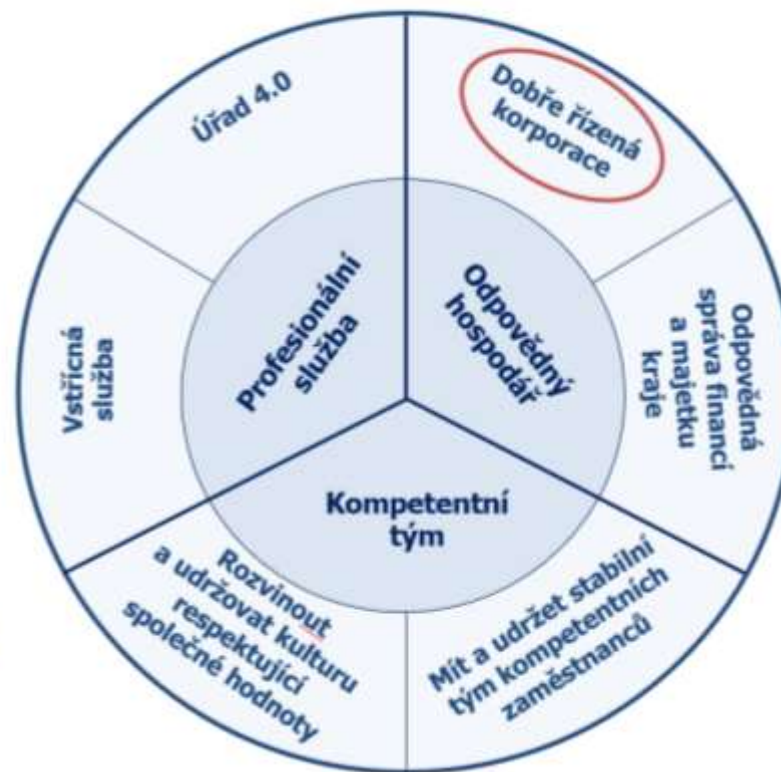 Úřad 4.0
Dobře řízená
korporace
Vstřícná
služba
Profesionální
služba
Odpovědný
hospodář
Odpovědná
správa financí
a majetku
kraje
Kompetentní
tým
Rozvinout
a udržovat kulturu
respektující
společné hodnoty
Mít a udržet stabilní
tým kompetentních
zaměstnanců